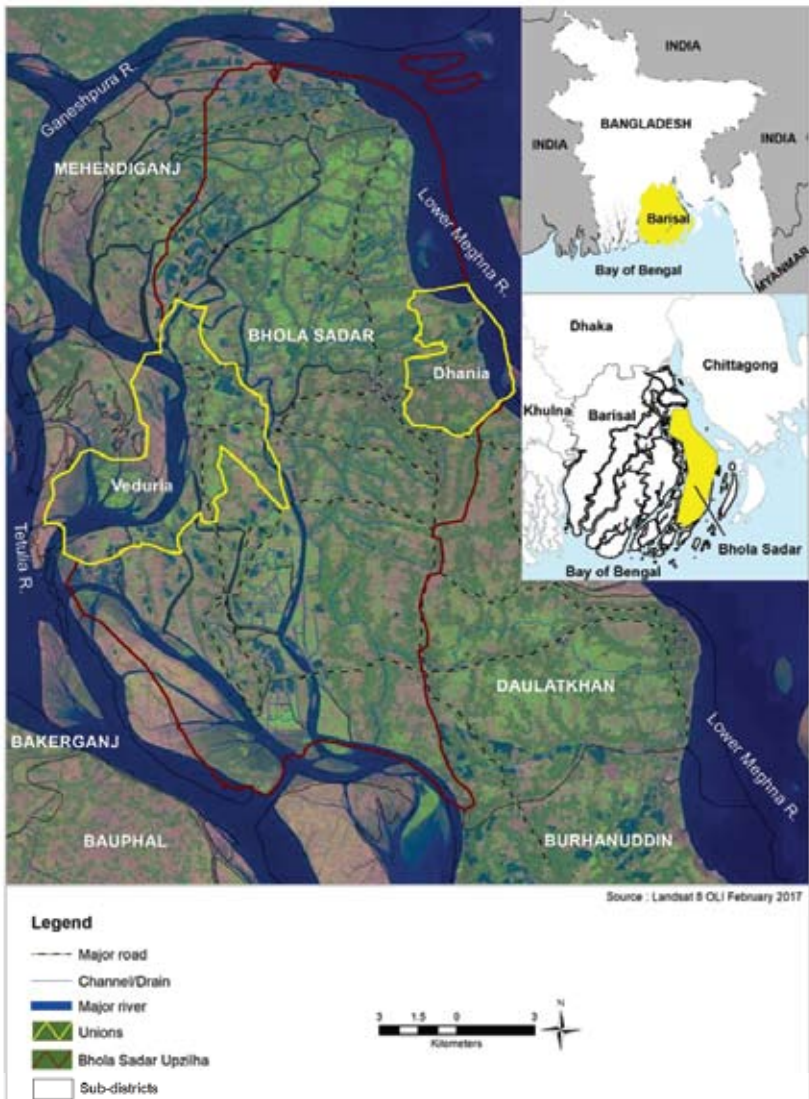 Ganeshpura R.
MEHENDIGANJ
Lower Meghna R.
BHOLA SADAR
Dhania
Veduria
Tetulia R.
DAULATKHAN
BAKERGANJ
Lower Meghna R.
BAUPHAL
BURHANUDDIN
INDIA
BANGLADESH
INDIA
INDIA
Barisal
Bay of Bengal
MYANMAR
Dhaka
Chittagong
Khulna
Barisal
Bhola Sadar
Bay of Bengal
Source : Landsat 8 OLI February 2017
Legend
Major road
Channel/Drain
Major river
Unions
Bhola Sadar Upzilha
Sub-districts
3 1.5 0 3
Kilometers
N